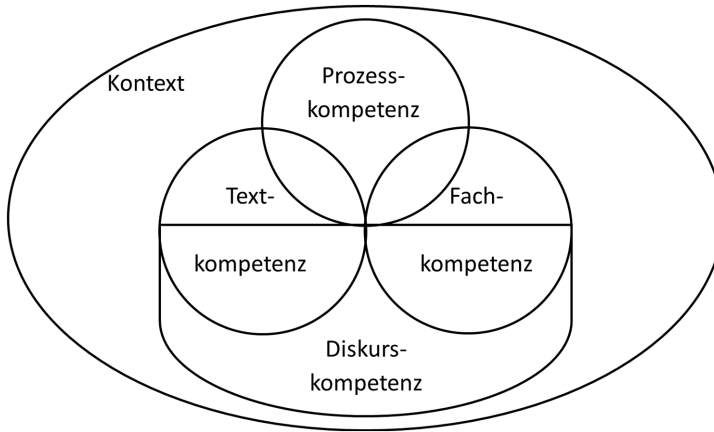 Prozess-
kompetenz
Kontext
Text-
Fach-
kompetenz
kompetenz
Diskurs-
kompetenz